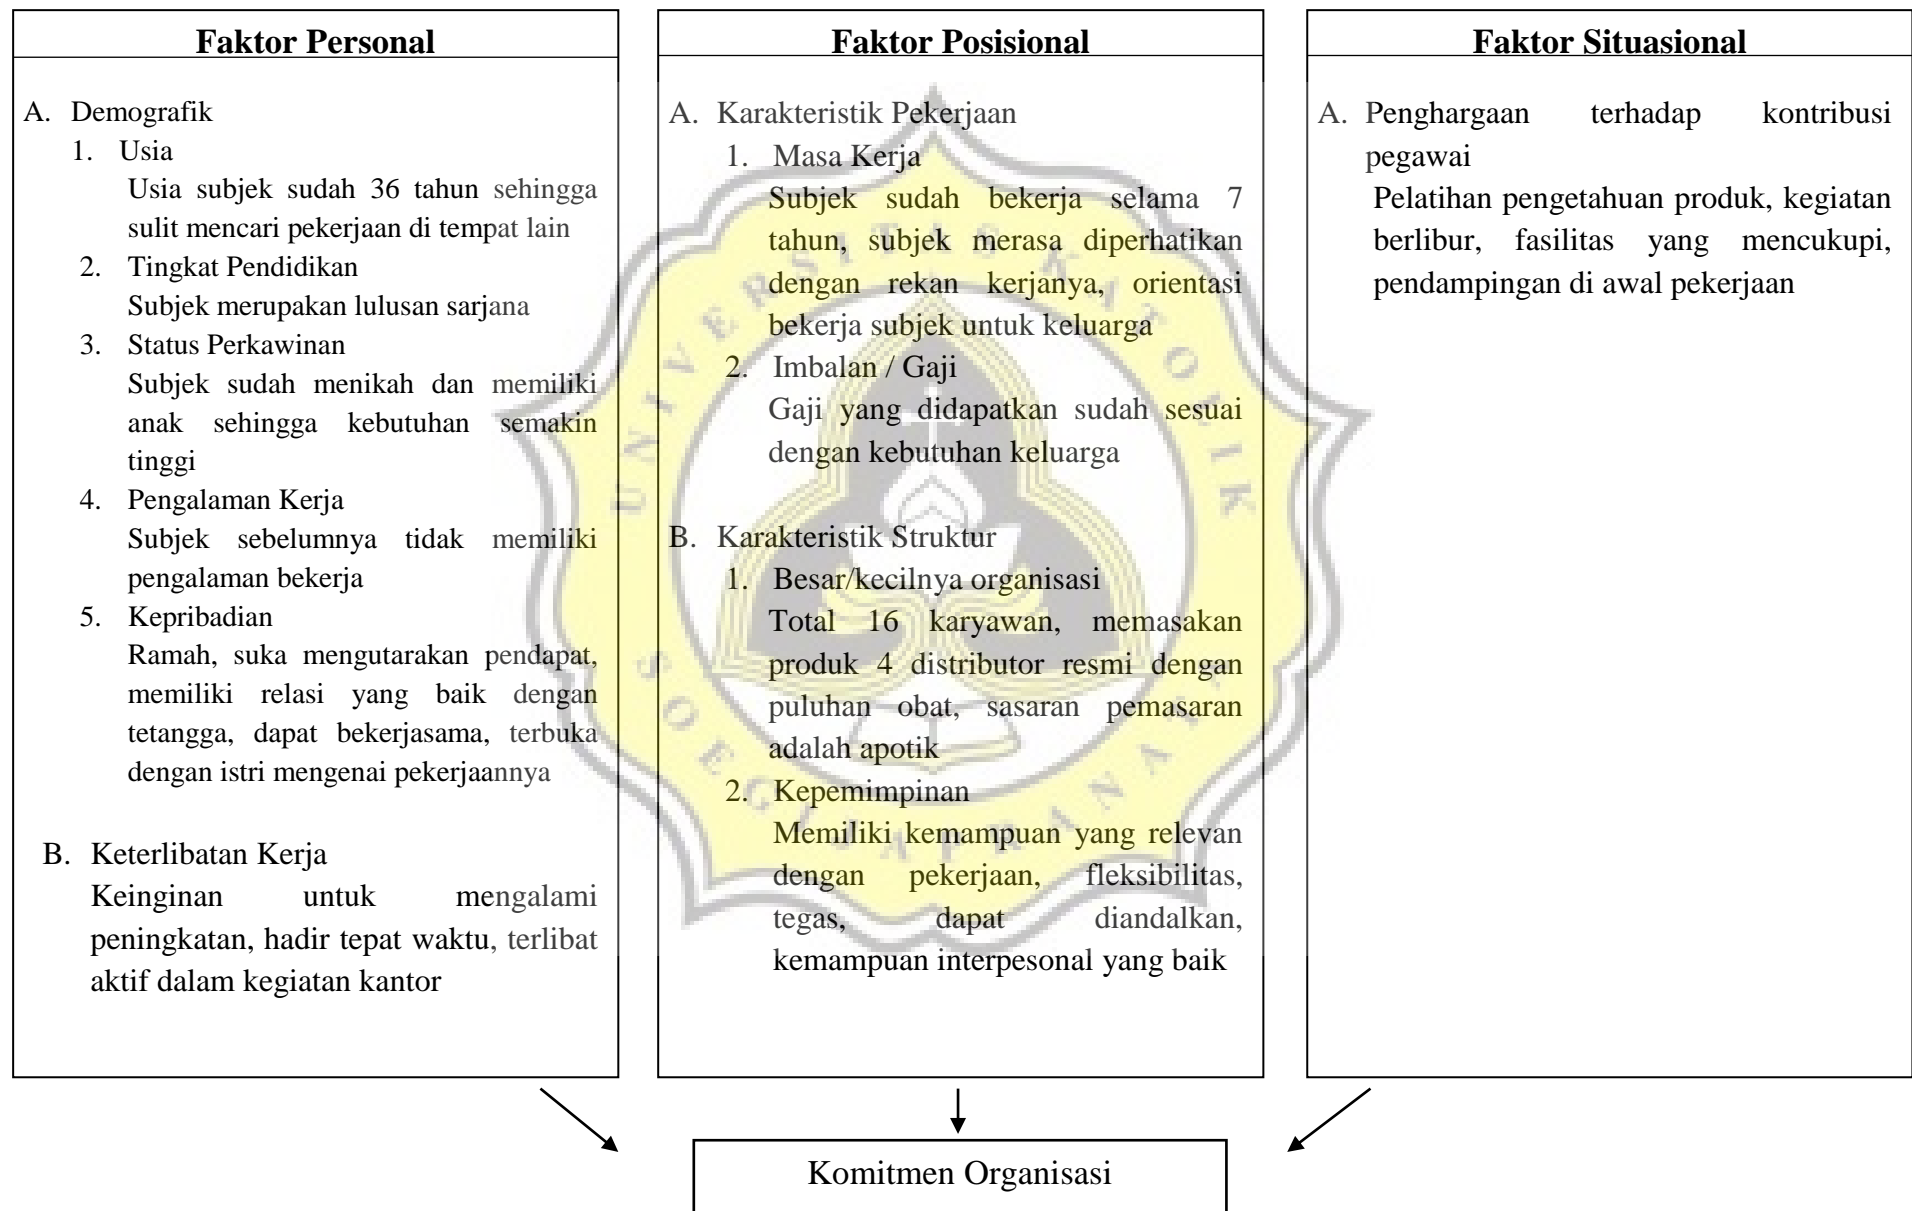 Faktor Personal
A. Demografik
1. Usia
Usia subjek sudah 36 tahun sehingga
sulit mencari pekerjaan di tempat lain
2. Tingkat Pendidikan
Subjek merupakan lulusan sarjana
3. Status Perkawinan
Subjek sudah menikah dan memiliki
anak sehingga kebutuhan semakin
tinggi
4. Pengalaman Kerja
Subjek sebelumnya tidak memiliki
pengalaman bekerja
5. Kepribadian
Ramah, suka mengutarakan pendapat,
memiliki relasi yang baik dengan
tetangga, dapat bekerjasama, terbuka
dengan istri mengenai pekerjaannya
B. Keterlibatan Kerja
Keinginan untuk mengalami
peningkatan, hadir tepat waktu, terlibat
aktif dalam kegiatan kantor
Faktor Posisional
A. Karakteristik Pekerjaan
1. Masa Kerja
Subjek sudah bekerja selama 7
tahun, subjek merasa diperhatikan
dengan rekan kerjanya, orientasi
bekerja subjek untuk keluarga
2. Imbalan / Gaji
Gaji yang didapatkan sudah sesuai
dengan kebutuhan keluarga
B. Karakteristik Struktur
1. Besar/kecilnya organisasi
Total 16 karyawan, memasakan
produk 4 distributor resmi dengan
puluhan obat, sasaran pemasaran
adalah apotik
2. Kepemimpinan
Memiliki kemampuan yang relevan
dengan pekerjaan, fleksibilitas,
tegas, dapat diandalkan,
kemampuan interpesonal yang baik
Faktor Situasional
A. Penghargaan terhadap kontribusi
pegawai
Pelatihan pengetahuan produk, kegiatan
berlibur, fasilitas yang mencukupi,
pendampingan di awal pekerjaan
Komitmen Organisasi
UNIVERSITAS KATOLIK
SOEGIJAPRANATA